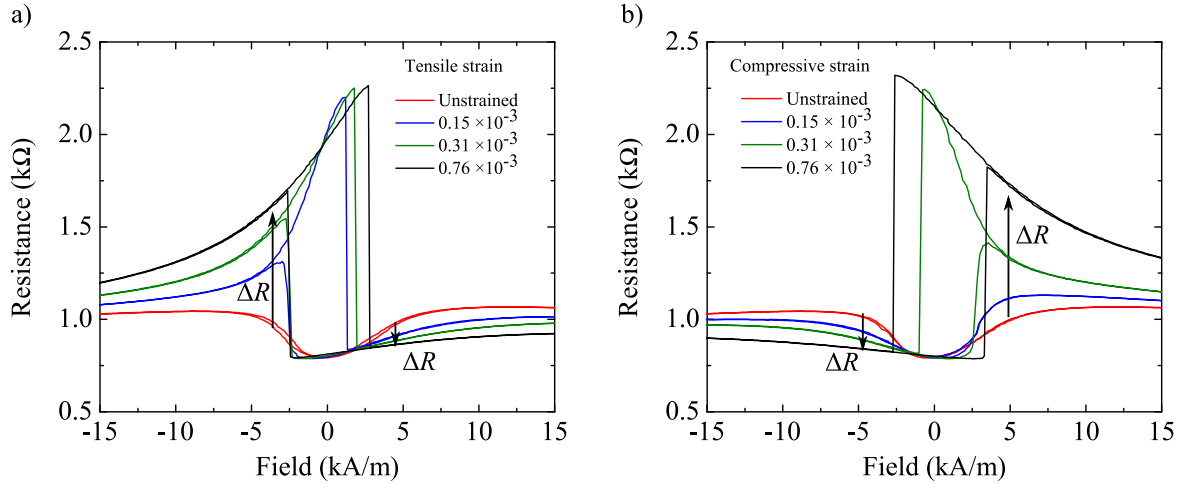 a)
Resistance (kΩ)
2.5
2.0
1.5
1.0
0.5
-15
-10
-5
0
5
10
15
Field (kA/m)
Tensile strain
Unstrained
0.15 ×10⁻³
0.31 ×10⁻³
0.76 ×10⁻³
ΔR
ΔR
b)
Resistance (kΩ)
2.5
2.0
1.5
1.0
0.5
-15
-10
-5
0
5
10
15
Field (kA/m)
Compressive strain
Unstrained
0.15 ×10⁻³
0.31 ×10⁻³
0.76 ×10⁻³
ΔR
ΔR